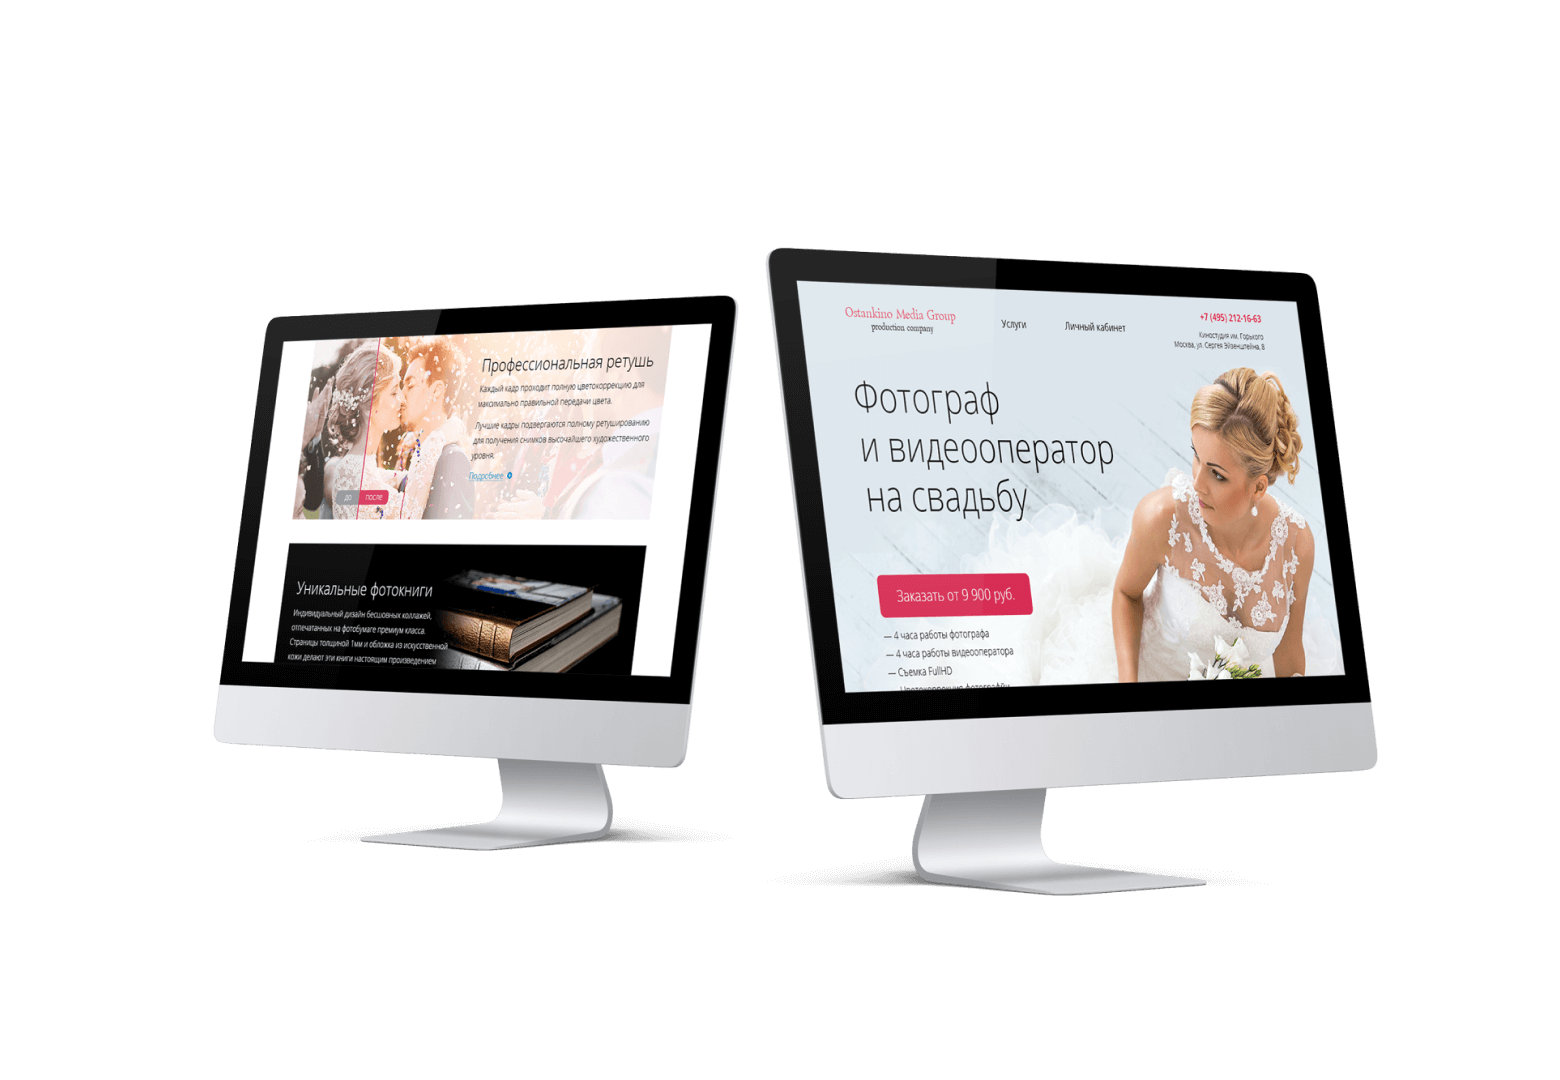 Профессиональная ретушь
Каждый кадр проходит полную цветокоррекцию для
максимально правильной передачи цвета.
Лучшие кадры подвергаются полному ретушированию
для получения снимков высочайшего художественного
уровня.
Подробнее
до после
Уникальные фотокниги
Индивидуальный дизайн бесшовных коллажей,
отпечатанных на фотобумаге премиум класса.
Страницы толщиной 1мм и обложка из искусственной
кожи делают эти книги настоящим произведением
Ostankino Media Group
production company
Услуги
Личный кабинет
+7 (495) 212-16-63
Киностудия им. Горького
Москва, ул. Сергея Эйзенштейна, 8
Фотограф
и видеооператор
на свадьбу
Заказать от 9 900 руб.
— 4 часа работы фотографа
— 4 часа работы видеооператора
— Съемка FullHD